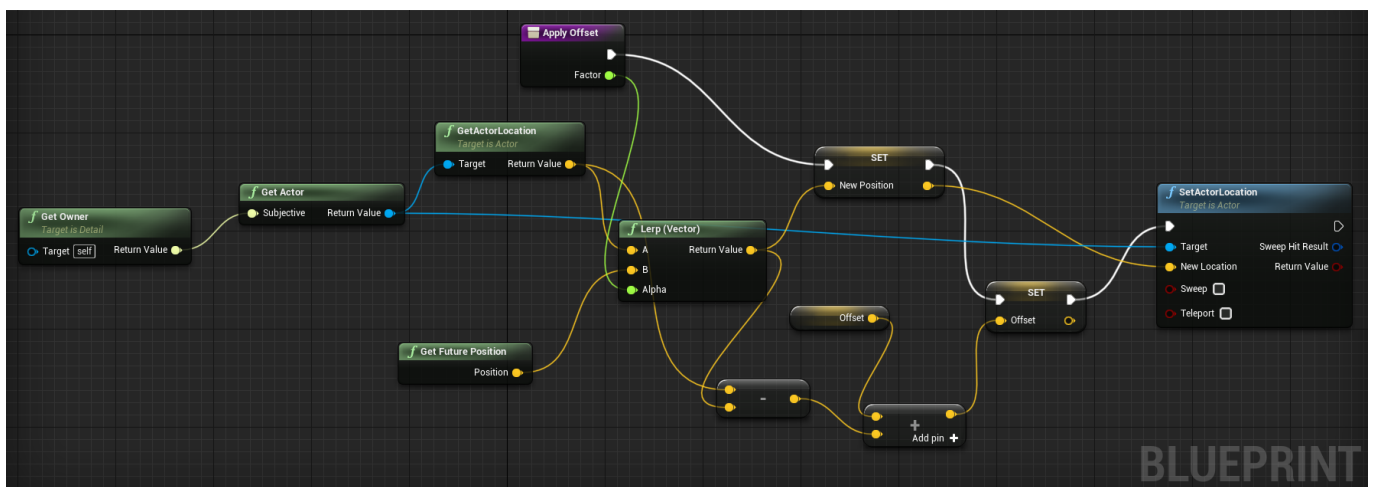 Apply Offset
Factor
f GetActorLocation
Target is Actor
Target Return Value
f Get Actor
Subjective Return Value
f Get Owner
Target is Detail
Target self Return Value
f Lerp (Vector)
A Return Value
B
Alpha
f Get Future Position
Position
SET
New Position
Offset
SET
Offset
-
+
Add pin +
f SetActorLocation
Target is Actor
Target Sweep Hit Result
New Location Return Value
Sweep
Teleport
BLUEPRINT